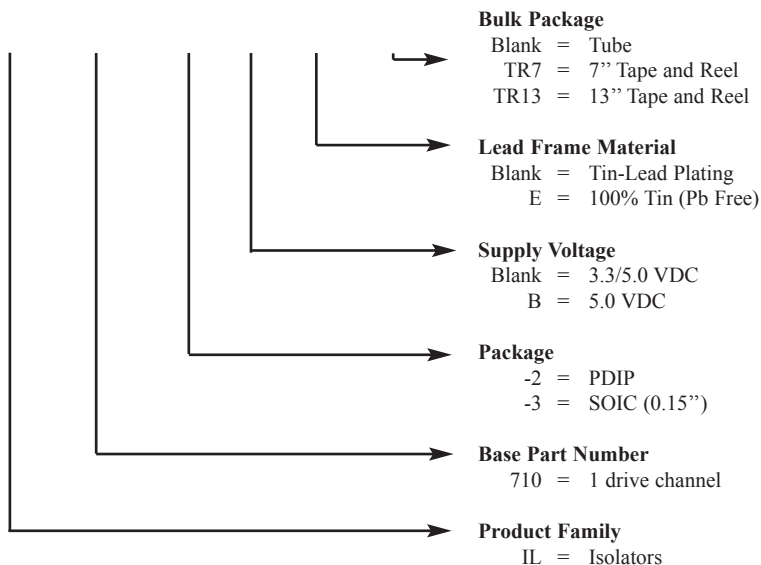 Bulk Package
Blank = Tube
TR7 = 7’’ Tape and Reel
TR13 = 13’’ Tape and Reel
Lead Frame Material
Blank = Tin-Lead Plating
E = 100% Tin (Pb Free)
Supply Voltage
Blank = 3.3/5.0 VDC
B = 5.0 VDC
Package
-2 = PDIP
-3 = SOIC (0.15’’)
Base Part Number
710 = 1 drive channel
Product Family
IL = Isolators